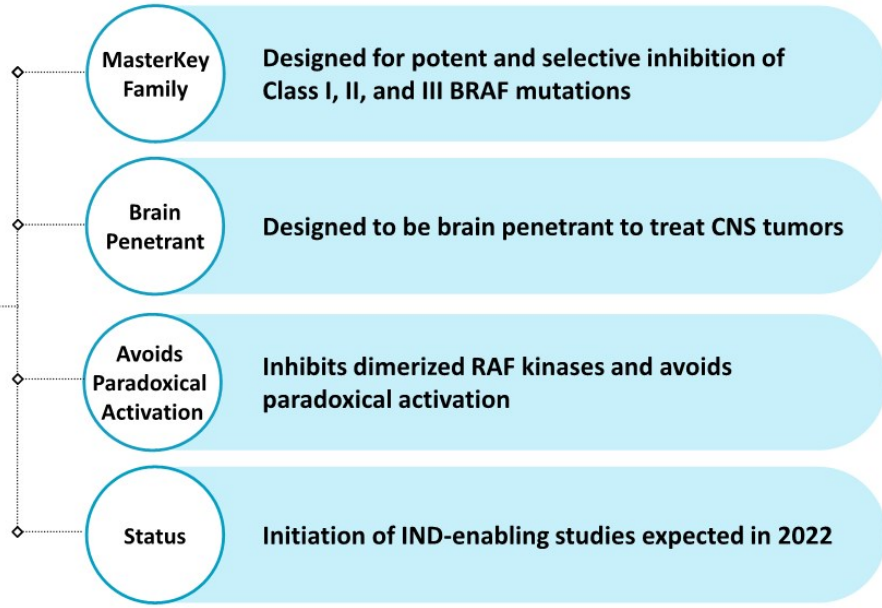 MasterKey
Family
Designed for potent and selective inhibition of
Class I, II, and III BRAF mutations
Brain
Penetrant
Designed to be brain penetrant to treat CNS tumors
Avoids
Paradoxical
Activation
Inhibits dimerized RAF kinases and avoids
paradoxical activation
Status
Initiation of IND-enabling studies expected in 2022